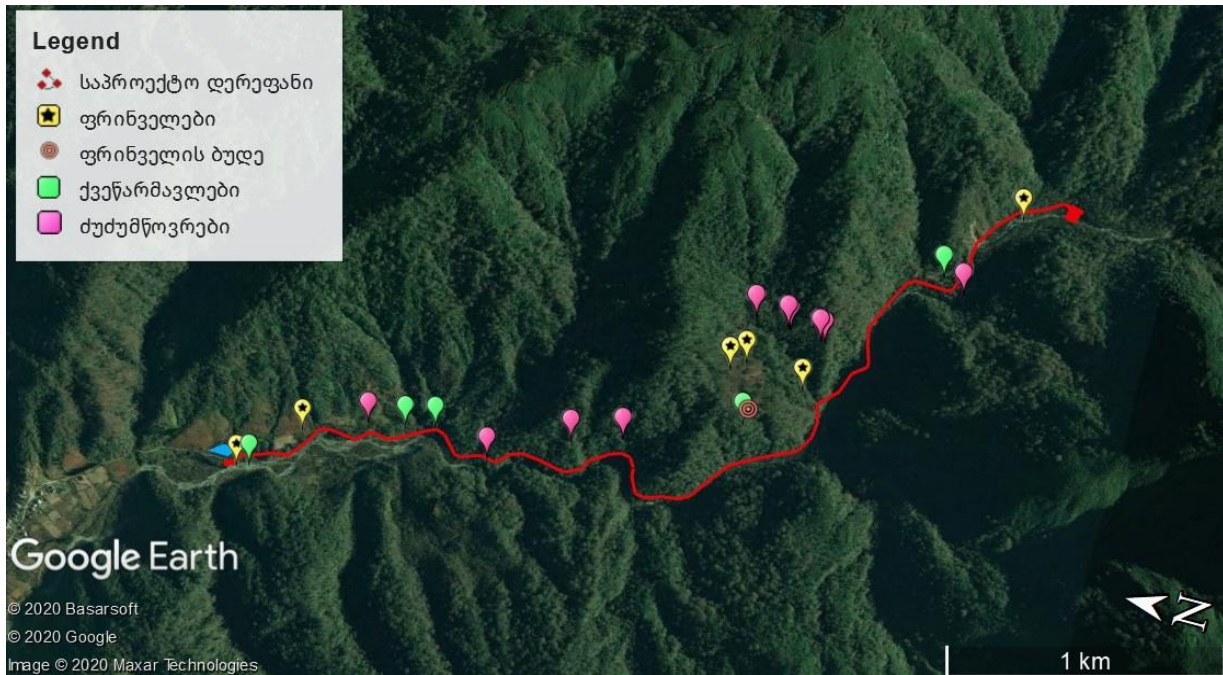 Legend
საპროექტო დერეფანი
ფრინველები
ფრინველის ბუდე
ქვეწარმავლები
ძუძუმწოვრები
Google Earth
© 2020 Basarsoft
© 2020 Google
Image © 2020 Maxar Technologies
N
1 km